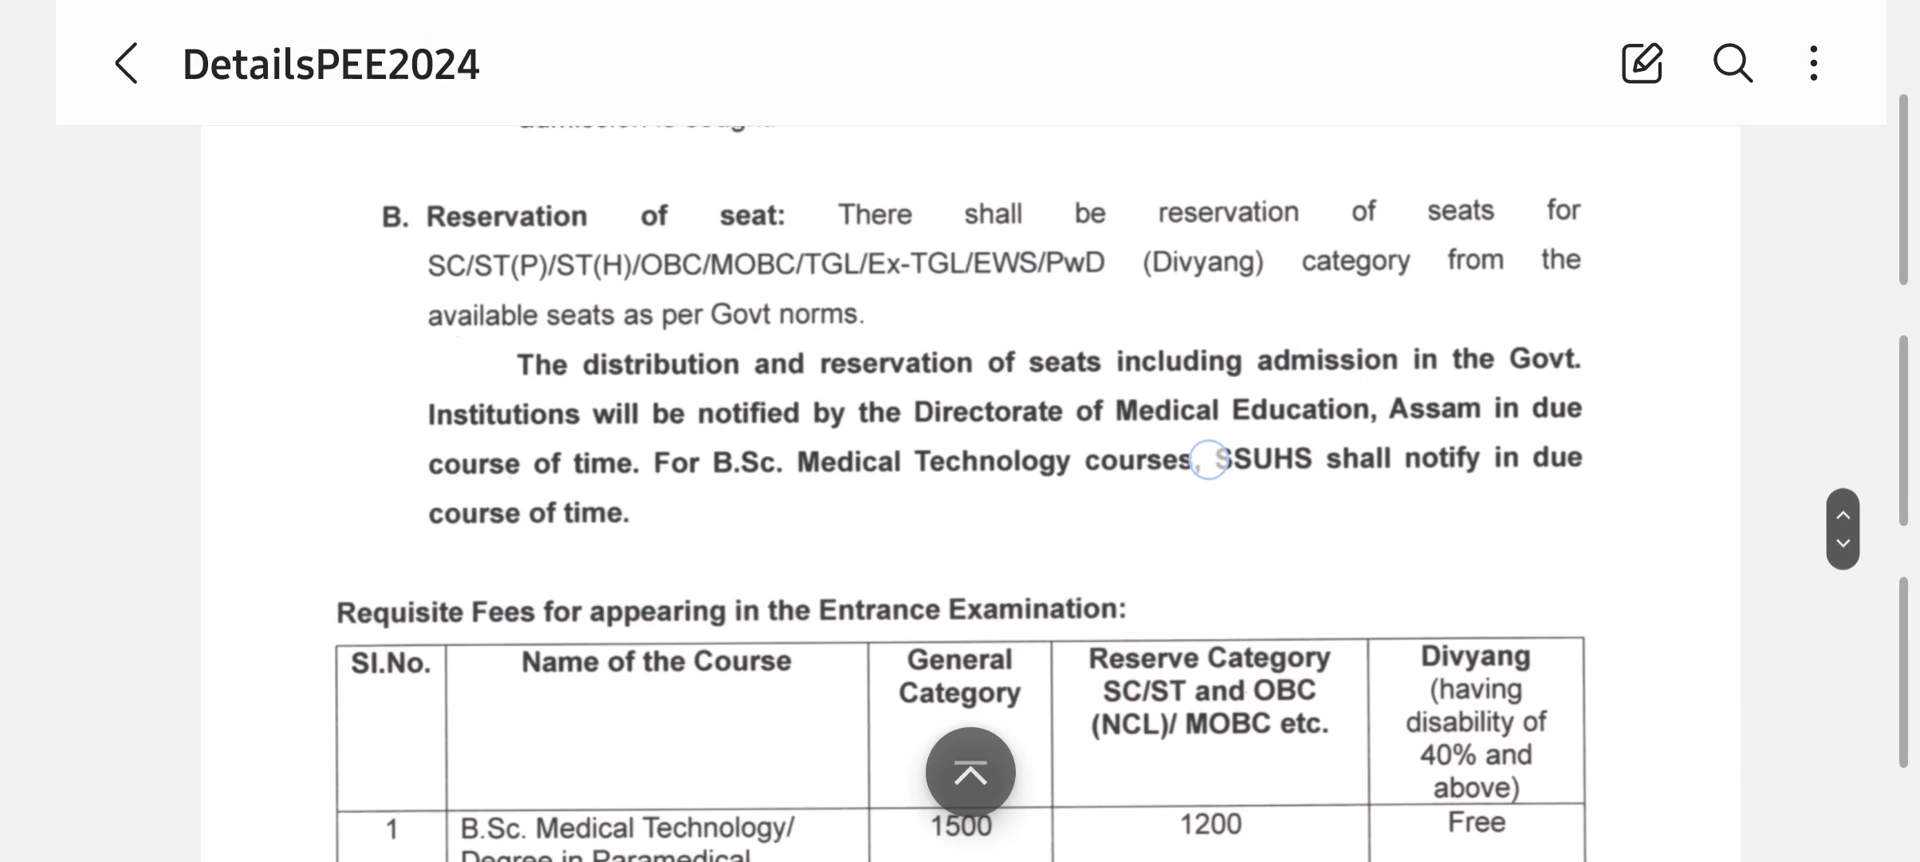 DetailsPEE2024
B. Reservation of seat: There shall be reservation of seats for
SC/ST(P)/ST(H)/OBC/MOBC/TGL/Ex-TGL/EWS/PwD (Divyang) category from the
available seats as per Govt norms.
The distribution and reservation of seats including admission in the Govt.
Institutions will be notified by the Directorate of Medical Education, Assam in due
course of time. For B.Sc. Medical Technology courses, SSUHS shall notify in due
course of time.
Requisite Fees for appearing in the Entrance Examination:
Sl.No. Name of the Course General Reserve Category Divyang
Category SC/ST and OBC (having
(NCL)/ MOBC etc. disability of
40% and
above)
1 B.Sc. Medical Technology/ 1500 1200 Free
Degree in Paramedical